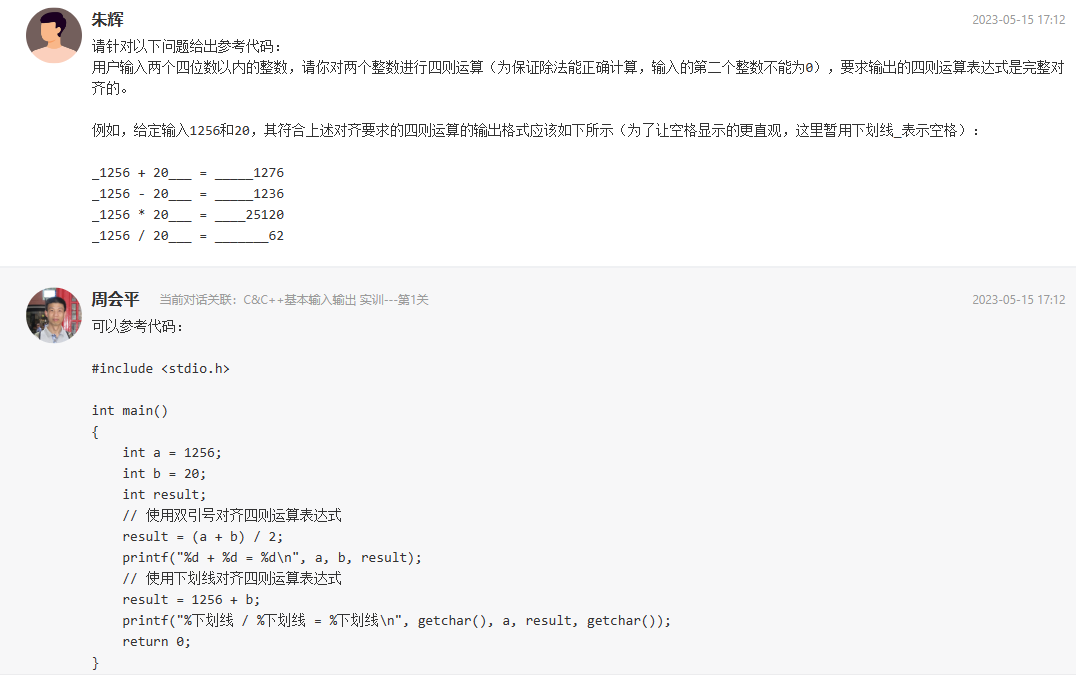 朱辉 2023-05-15 17:12
请针对以下问题给出参考代码：
用户输入两个四位数以内的整数，请你对两个整数进行四则运算（为保证除法能正确计算，输入的第二个整数不能为0），要求输出的四则运算表达式是完整对
齐的。
例如，给定输入1256和20，其符合上述对齐要求的四则运算的输出格式应该如下所示（为了让空格显示的更直观，这里暂用下划线_表示空格）：
_1256 + 20___ = _____1276
_1256 - 20___ = _____1236
_1256 * 20___ = ____25120
_1256 / 20___ = _______62
周会平 当前对话关联：C&C++基本输入输出 实训---第1关 2023-05-15 17:12
可以参考代码：
#include <stdio.h>
int main()
{
    int a = 1256;
    int b = 20;
    int result;
    // 使用双引号对齐四则运算表达式
    result = (a + b) / 2;
    printf("%d + %d = %d\n", a, b, result);
    // 使用下划线对齐四则运算表达式
    result = 1256 + b;
    printf("%下划线 / %下划线 = %下划线\n", getchar(), a, result, getchar());
    return 0;
}